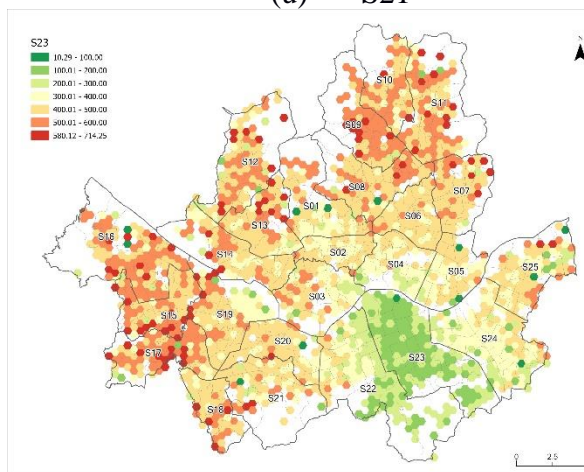 (d) S21
S23
10.29 - 100.00
100.01 - 200.00
200.01 - 300.00
300.01 - 400.00
400.01 - 500.00
500.01 - 600.00
580.12 - 714.25
N
S10
S11
S09
S12
S08
S07
S01
S13
S06
S16
S14
S02
S04
S05
S25
S03
S15
S19
S17
S20
S23
S24
S22
S21
S18
0 2.5